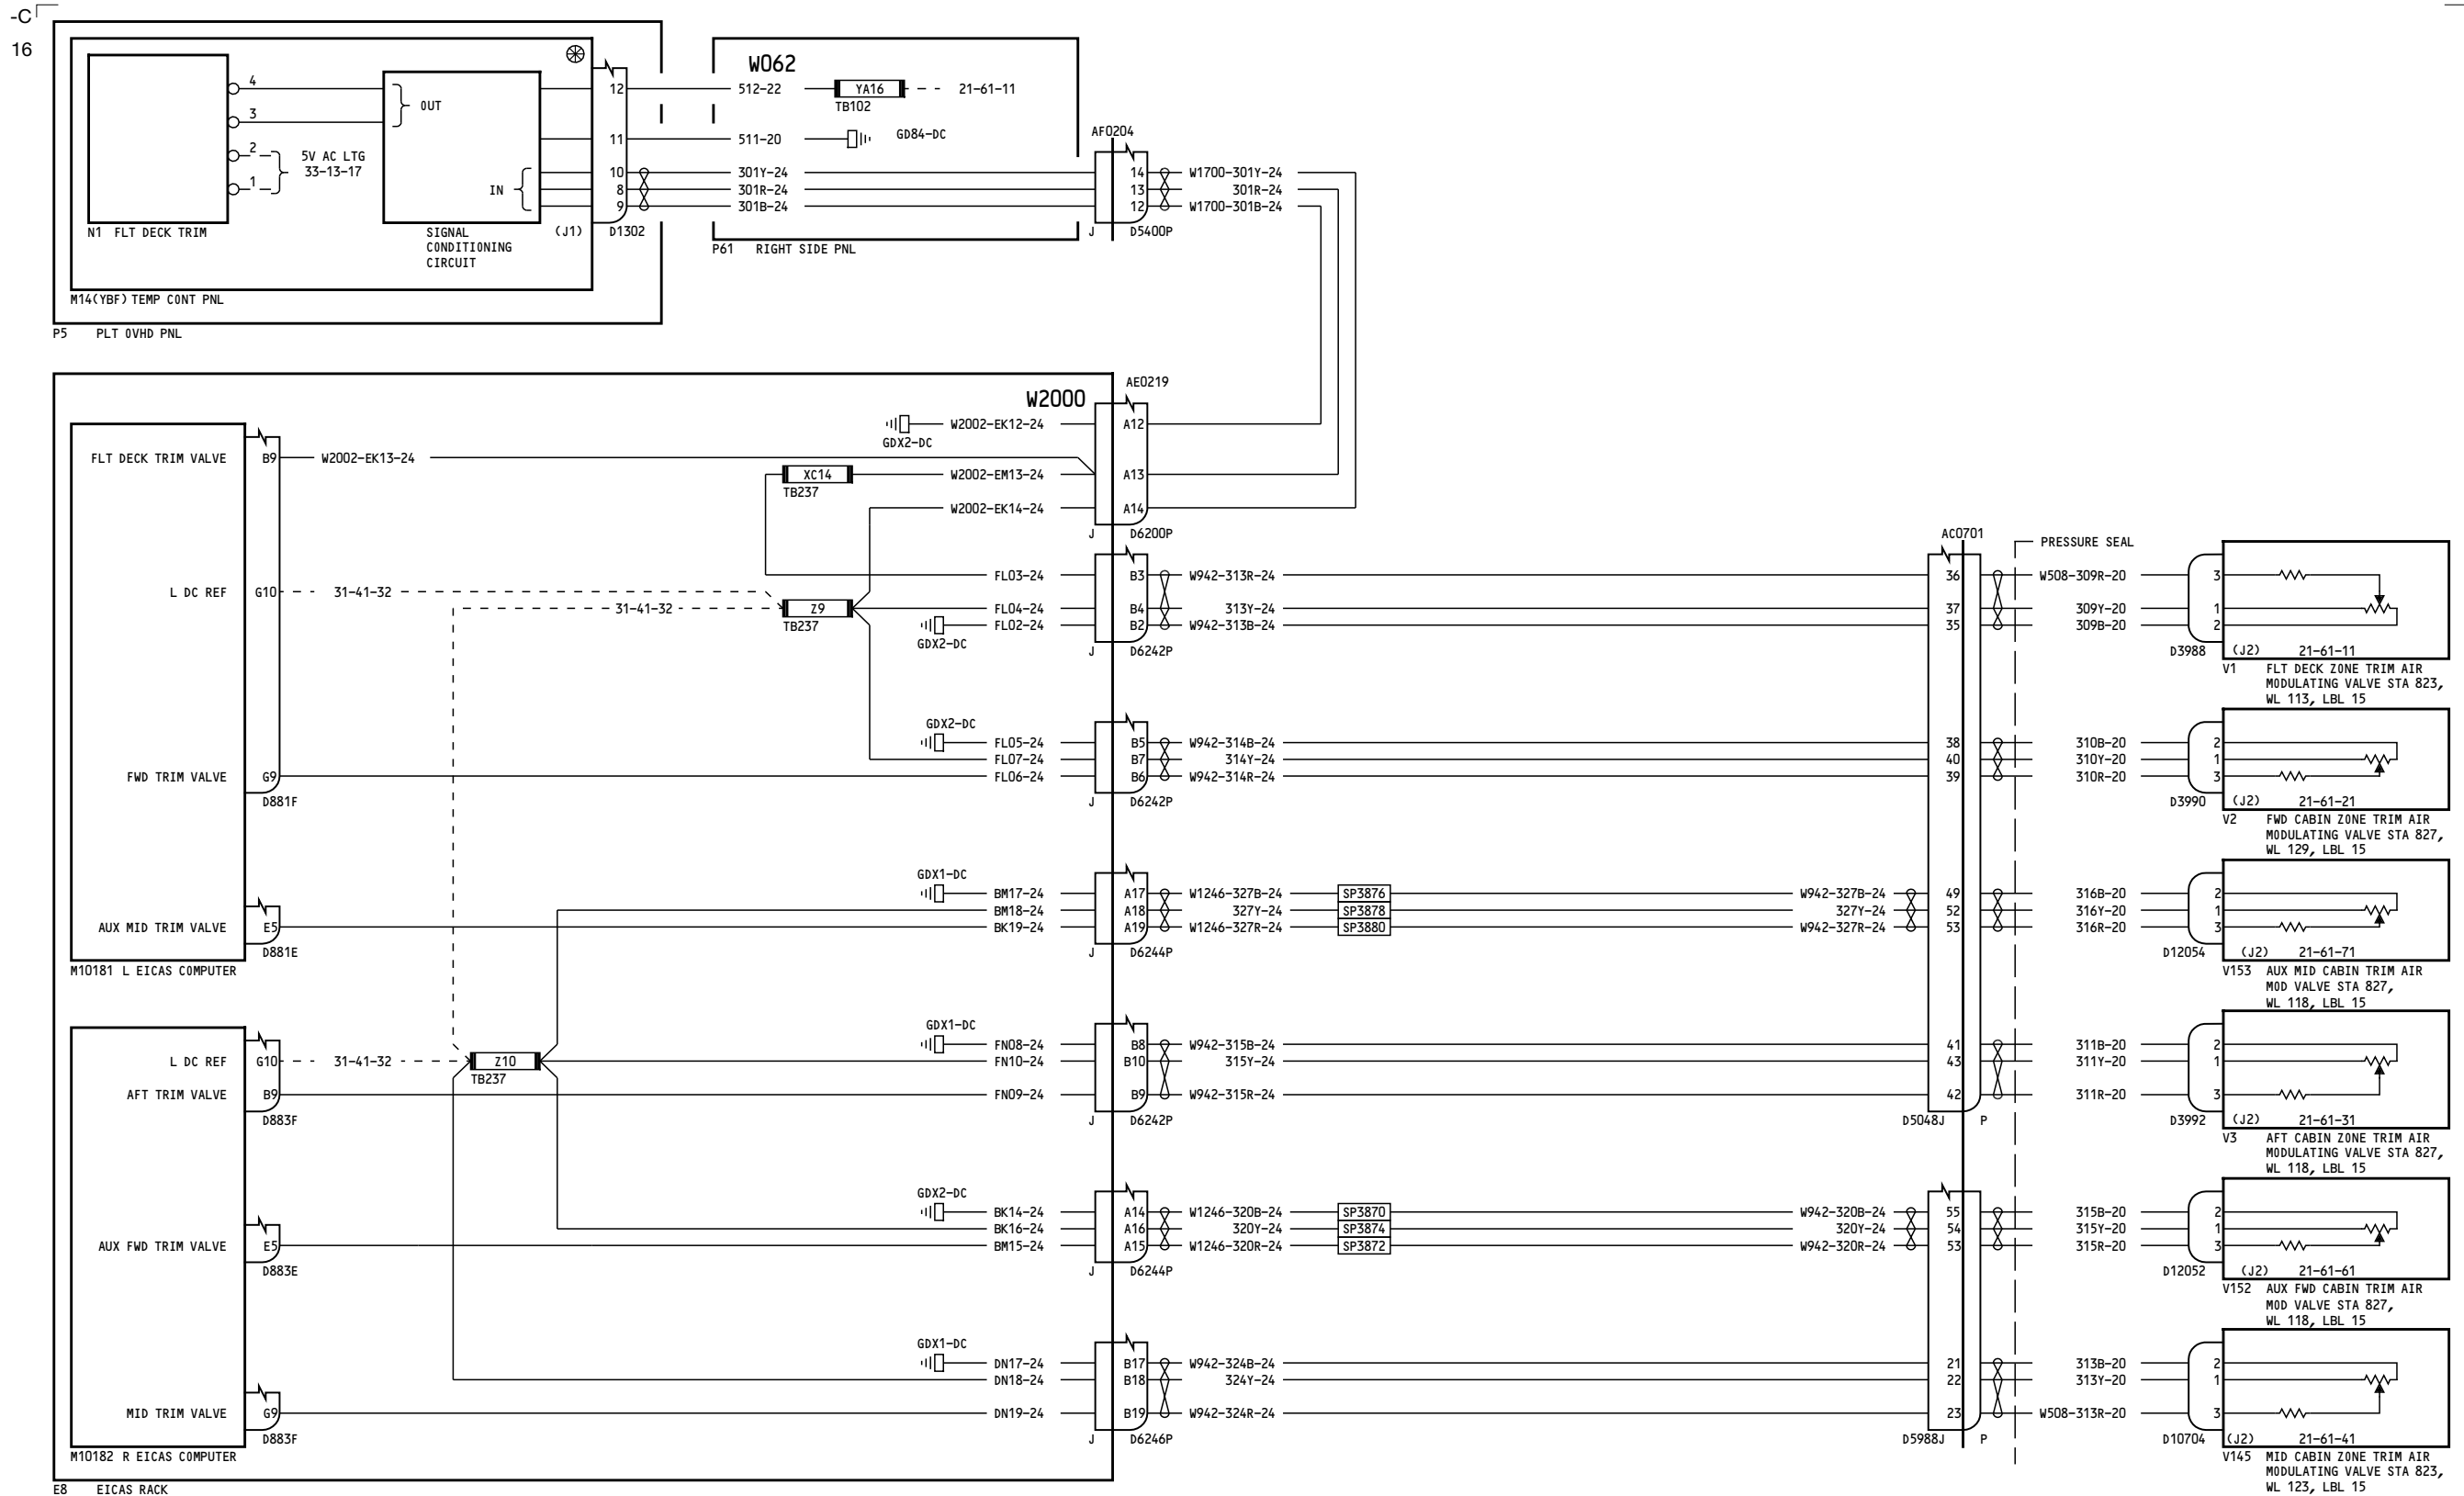 -C
16
4
3
2
1
5V AC LTG
33-13-17
OUT
IN
N1 FLT DECK TRIM
SIGNAL
CONDITIONING
CIRCUIT
(J1)
D1302
12
11
10
8
9
M14(YBF) TEMP CONT PNL
P5 PLT OVHD PNL
W062
512-22
YA16
TB102
21-61-11
511-20
GD84-DC
301Y-24
301R-24
301B-24
P61 RIGHT SIDE PNL
AF0204
14 W1700-301Y-24
13 301R-24
12 W1700-301B-24
J D5400P
W2000
AE0219
W2002-EK12-24 A12
GDX2-DC
FLT DECK TRIM VALVE B9 W2002-EK13-24
XC14 W2002-EM13-24 A13
TB237
W2002-EK14-24 A14
J D6200P
AC0701
PRESSURE SEAL
FL03-24 B3 W942-313R-24 36 W508-309R-20 3
L DC REF G10 31-41-32
31-41-32 Z9 FL04-24 B4 313Y-24 37 309Y-20 1
TB237
FL02-24 B2 W942-313B-24 35 309B-20 2
GDX2-DC
J D6242P
D3988 (J2) 21-61-11
V1 FLT DECK ZONE TRIM AIR
MODULATING VALVE STA 823,
WL 113, LBL 15
GDX2-DC
FL05-24 B5 W942-314B-24 38 310B-20 2
FL07-24 B7 314Y-24 40 310Y-20 1
FWD TRIM VALVE G9 FL06-24 B6 W942-314R-24 39 310R-20 3
D881F
J D6242P
D3990 (J2) 21-61-21
V2 FWD CABIN ZONE TRIM AIR
MODULATING VALVE STA 827,
WL 129, LBL 15
GDX1-DC
BM17-24 A17 W1246-327B-24 SP3876 W942-327B-24 49 316B-20 2
BM18-24 A18 327Y-24 SP3878 327Y-24 52 316Y-20 1
AUX MID TRIM VALVE E5 BK19-24 A19 W1246-327R-24 SP3880 W942-327R-24 53 316R-20 3
D881E
J D6244P
D12054 (J2) 21-61-71
M10181 L EICAS COMPUTER
V153 AUX MID CABIN TRIM AIR
MOD VALVE STA 827,
WL 118, LBL 15
GDX1-DC
FN08-24 B8 W942-315B-24 41 311B-20 2
L DC REF G10 31-41-32 Z10 FN10-24 B10 315Y-24 43 311Y-20 1
TB237
AFT TRIM VALVE B9 FN09-24 B9 W942-315R-24 42 311R-20 3
D883F
J D6242P
D5048J P
D3992 (J2) 21-61-31
V3 AFT CABIN ZONE TRIM AIR
MODULATING VALVE STA 827,
WL 118, LBL 15
GDX2-DC
BK14-24 A14 W1246-320B-24 SP3870 W942-320B-24 55 315B-20 2
BK16-24 A16 320Y-24 SP3874 320Y-24 54 315Y-20 1
AUX FWD TRIM VALVE E5 BM15-24 A15 W1246-320R-24 SP3872 W942-320R-24 53 315R-20 3
D883E
J D6244P
D12052 (J2) 21-61-61
V152 AUX FWD CABIN TRIM AIR
MOD VALVE STA 827,
WL 118, LBL 15
GDX1-DC
DN17-24 B17 W942-324B-24 21 313B-20 2
DN18-24 B18 324Y-24 22 313Y-20 1
MID TRIM VALVE G9 DN19-24 B19 W942-324R-24 23 W508-313R-20 3
D883F
J D6246P
D5988J P
D10704 (J2) 21-61-41
M10182 R EICAS COMPUTER
V145 MID CABIN ZONE TRIM AIR
MODULATING VALVE STA 823,
WL 123, LBL 15
E8 EICAS RACK